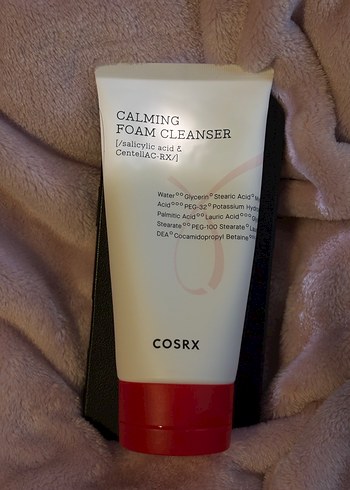 CALMING
FOAM CLEANSER
[/salicylic acid &
CentellAC-RX/]
Water°° Glycerin° Stearic Acid°
Acid°°° PEG-32° Potassium
Palmitic Acid°° Lauric Acid°°°
Stearate°° PEG-100 Stearate°
DEA° Cocamidopropyl Betaine
COSRX